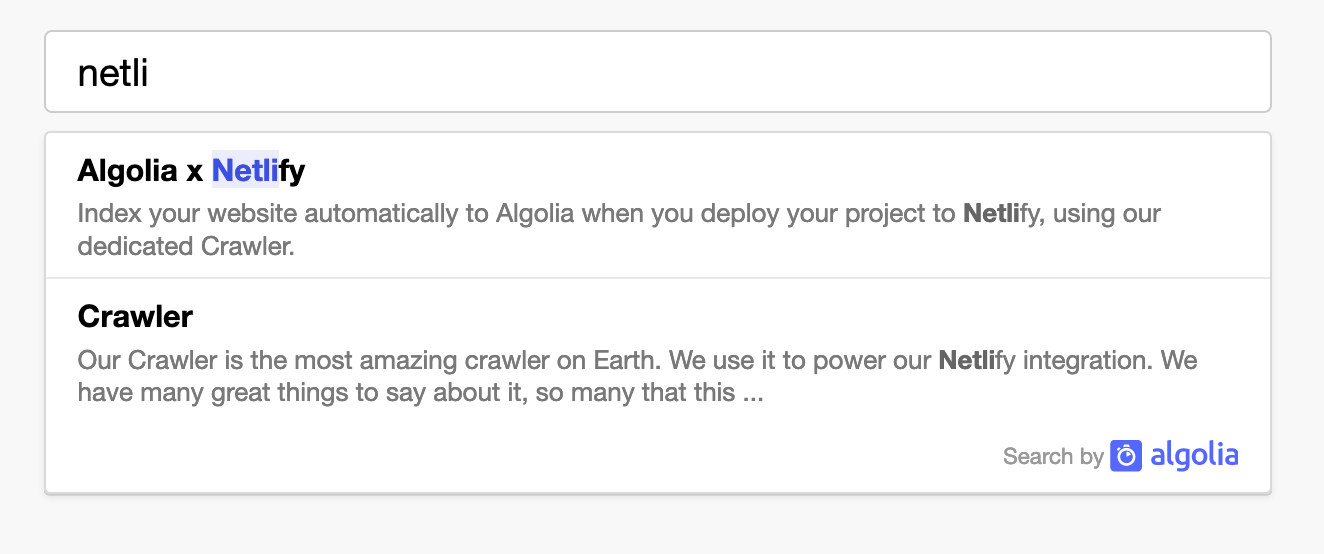 netli
Algolia x Netlify
Index your website automatically to Algolia when you deploy your project to Netlify, using our
dedicated Crawler.
Crawler
Our Crawler is the most amazing crawler on Earth. We use it to power our Netlify integration. We
have many great things to say about it, so many that this ...
Search by algolia